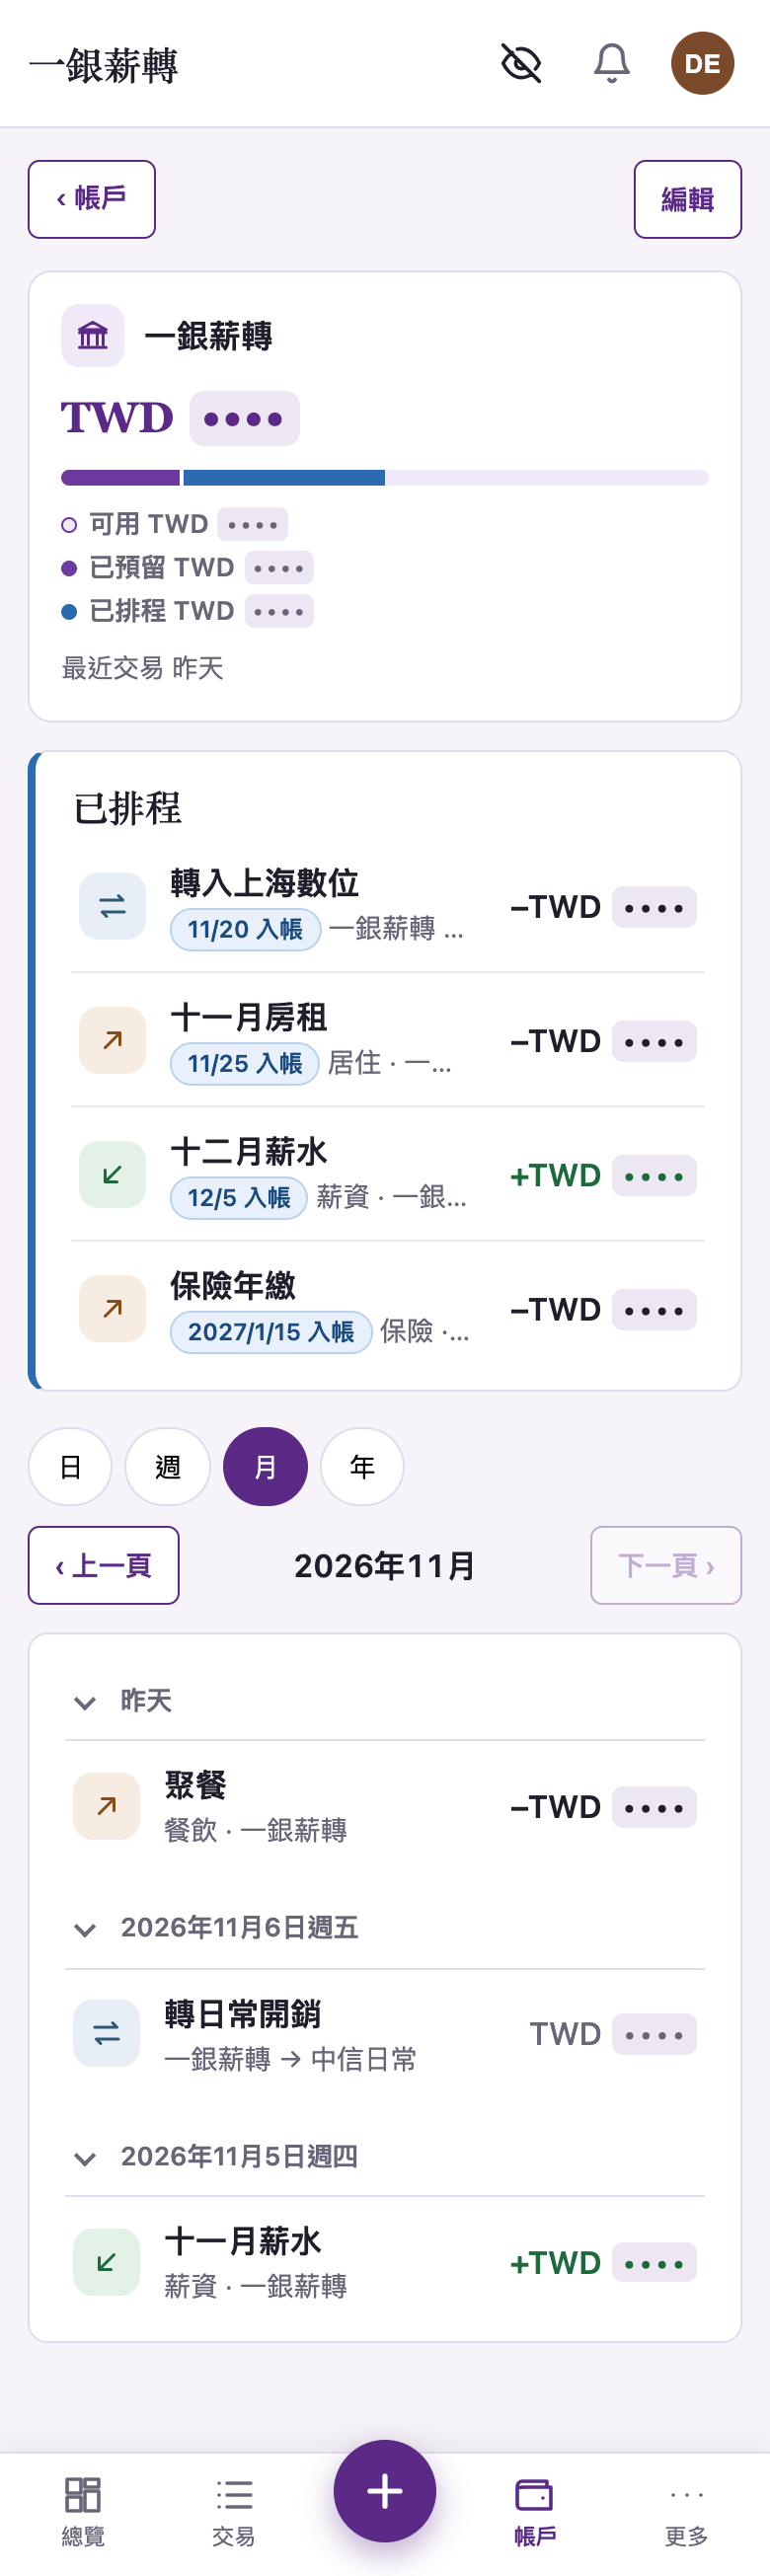 一銀薪轉
DE
‹ 帳戶
編輯
一銀薪轉
TWD ••••
可用 TWD ••••
已預留 TWD ••••
已排程 TWD ••••
最近交易 昨天
已排程
轉入上海數位
11/20 入帳 一銀薪轉 ...
–TWD ••••
十一月房租
11/25 入帳 居住 · 一...
–TWD ••••
十二月薪水
12/5 入帳 薪資 · 一銀...
+TWD ••••
保險年繳
2027/1/15 入帳 保險 ·...
–TWD ••••
日 週 月 年
‹ 上一頁 2026年11月 下一頁 ›
昨天
聚餐
餐飲 · 一銀薪轉
–TWD ••••
2026年11月6日週五
轉日常開銷
一銀薪轉 → 中信日常
TWD ••••
2026年11月5日週四
十一月薪水
薪資 · 一銀薪轉
+TWD ••••
總覽 交易 帳戶 更多